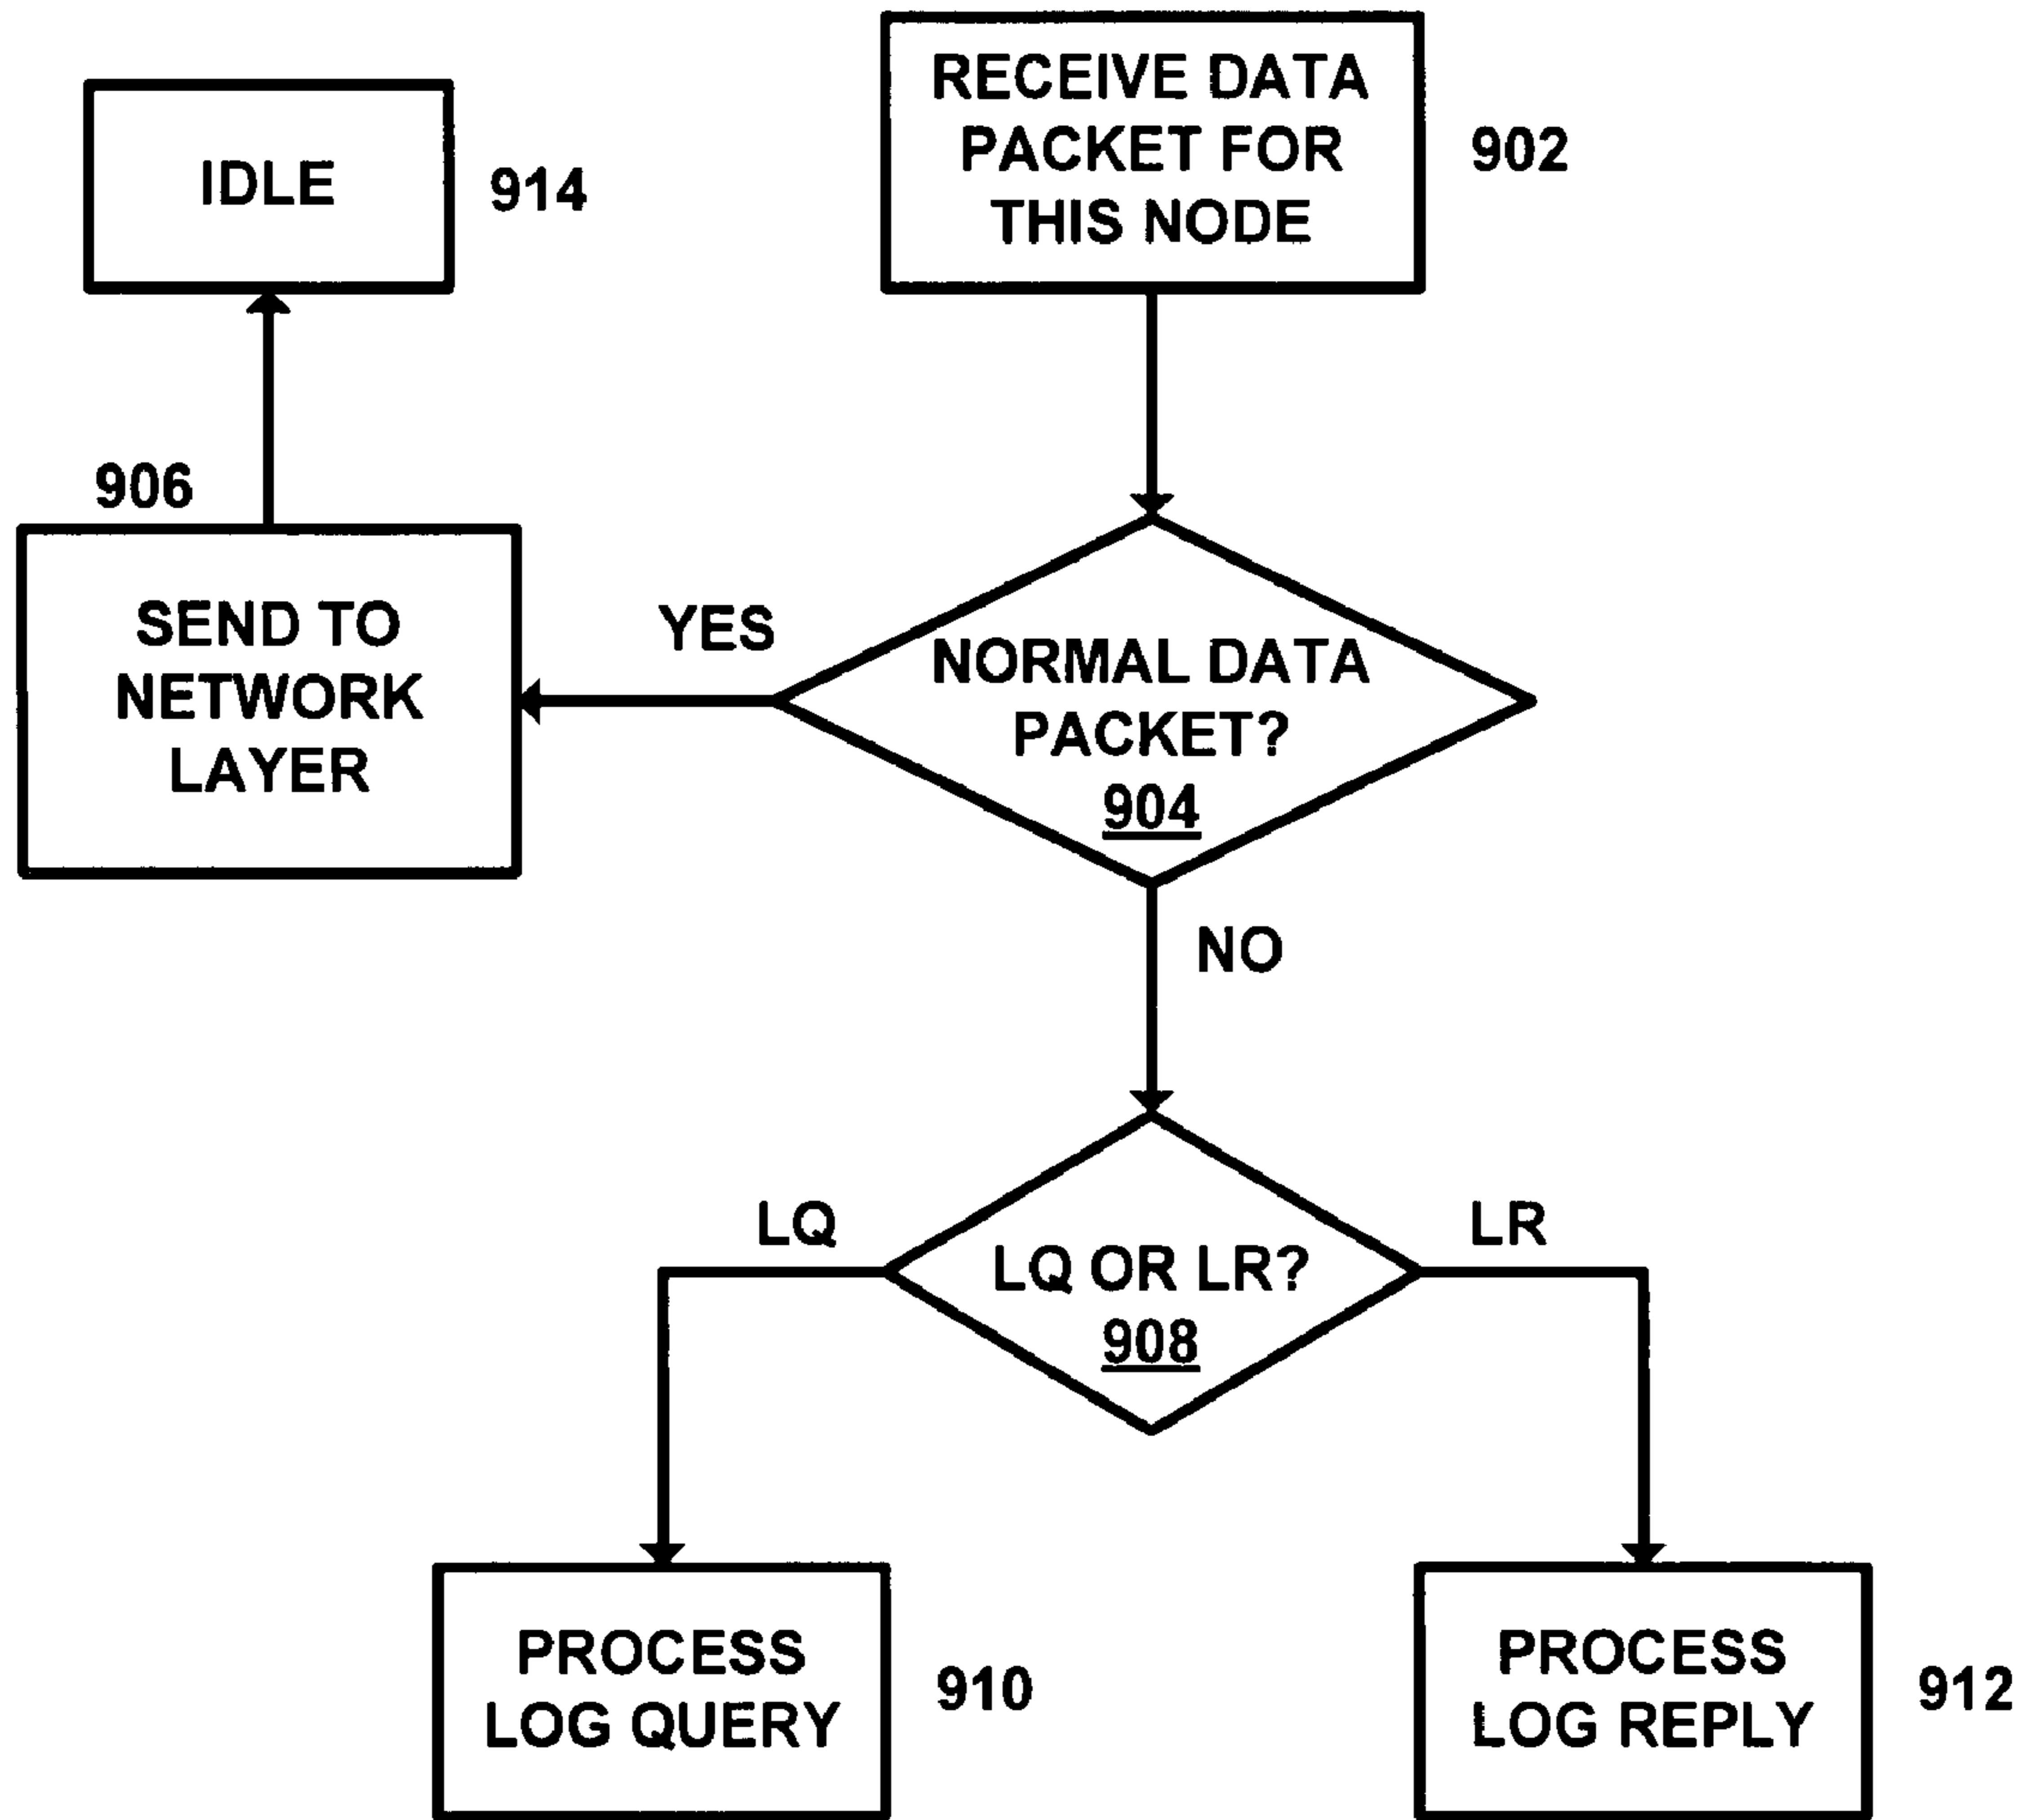 RECEIVE DATA
PACKET FOR
THIS NODE
902
IDLE
914
906
SEND TO
NETWORK
LAYER
YES
NORMAL DATA
PACKET?
904
NO
LQ
LQ OR LR?
908
LR
PROCESS
LOG QUERY
910
PROCESS
LOG REPLY
912